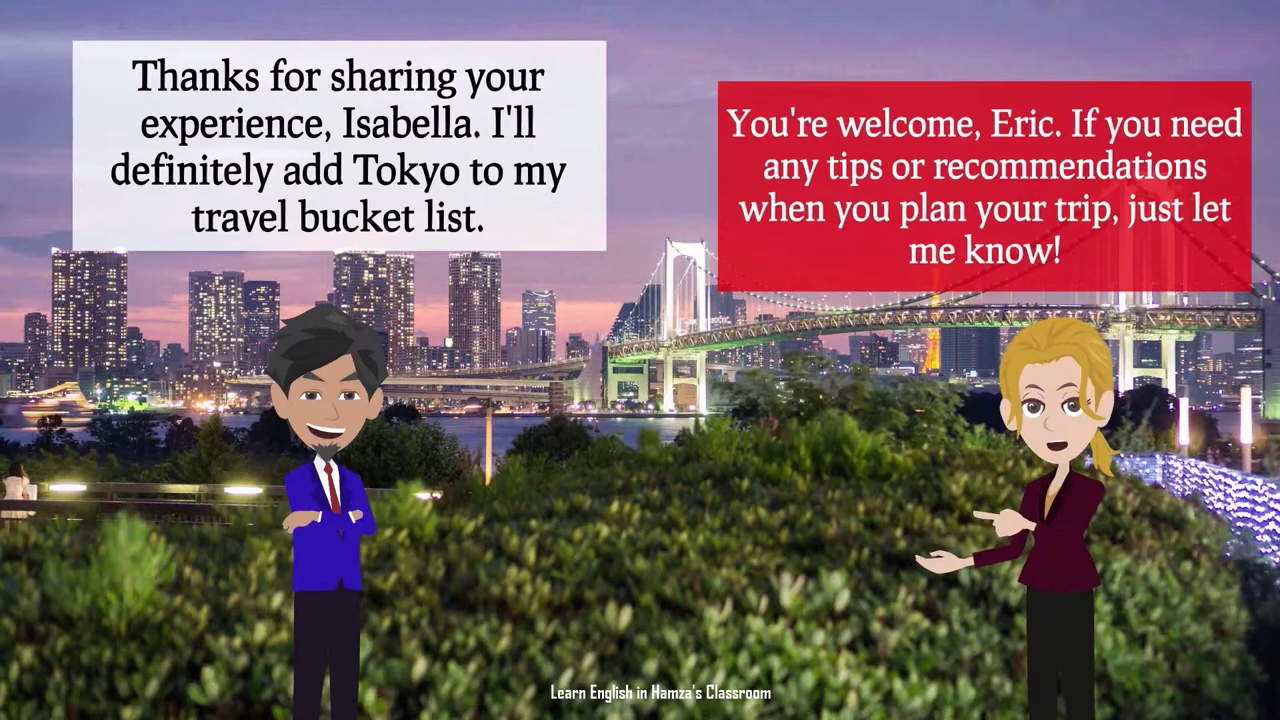 Thanks for sharing your
experience, Isabella. I'll
definitely add Tokyo to my
travel bucket list.
You're welcome, Eric. If you need
any tips or recommendations
when you plan your trip, just let
me know!
Learn English in Hamza's Classroom